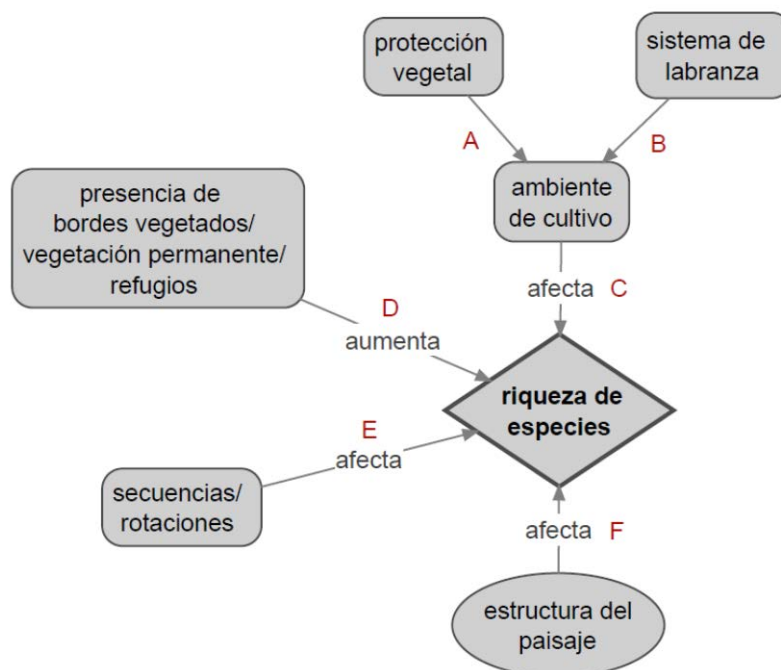 protección
vegetal
sistema de
labranza
A
B
ambiente
de cultivo
presencia de
bordes vegetados/
vegetación permanente/
refugios
afecta C
D
aumenta
riqueza de
especies
E
afecta
secuencias/
rotaciones
afecta F
estructura del
paisaje